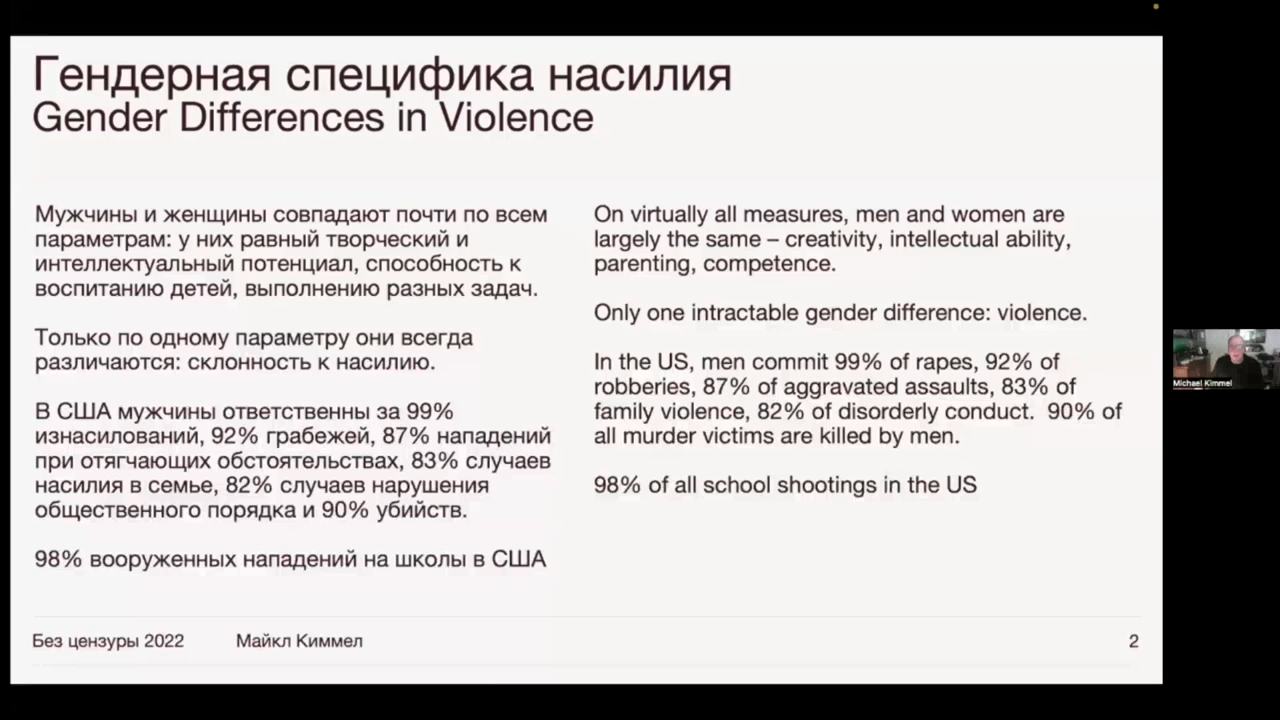 Гендерная специфика насилия
Gender Differences in Violence
Мужчины и женщины совпадают почти по всем
параметрам: у них равный творческий и
интеллектуальный потенциал, способность к
воспитанию детей, выполнению разных задач.
Только по одному параметру они всегда
различаются: склонность к насилию.
В США мужчины ответственны за 99%
изнасилований, 92% грабежей, 87% нападений
при отягчающих обстоятельствах, 83% случаев
насилия в семье, 82% случаев нарушения
общественного порядка и 90% убийств.
98% вооруженных нападений на школы в США
On virtually all measures, men and women are
largely the same – creativity, intellectual ability,
parenting, competence.
Only one intractable gender difference: violence.
In the US, men commit 99% of rapes, 92% of
robberies, 87% of aggravated assaults, 83% of
family violence, 82% of disorderly conduct.  90% of
all murder victims are killed by men.
98% of all school shootings in the US
Без цензуры 2022
Майкл Киммел
2
Michael Kimmel